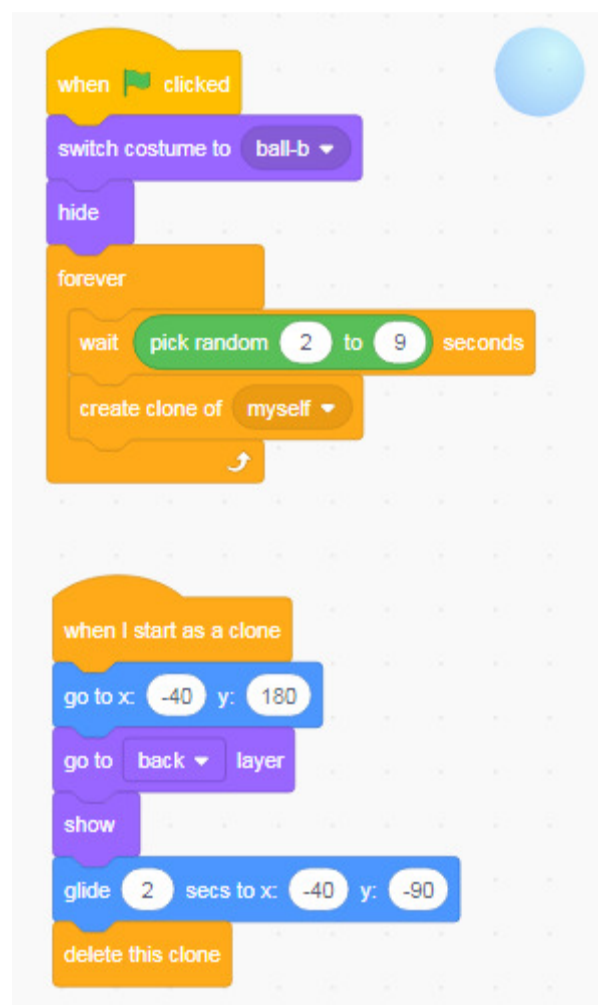 when clicked
switch costume to ball-b
hide
forever
wait pick random 2 to 9 seconds
create clone of myself
when I start as a clone
go to x: -40 y: 180
go to back layer
show
glide 2 secs to x: -40 y: -90
delete this clone